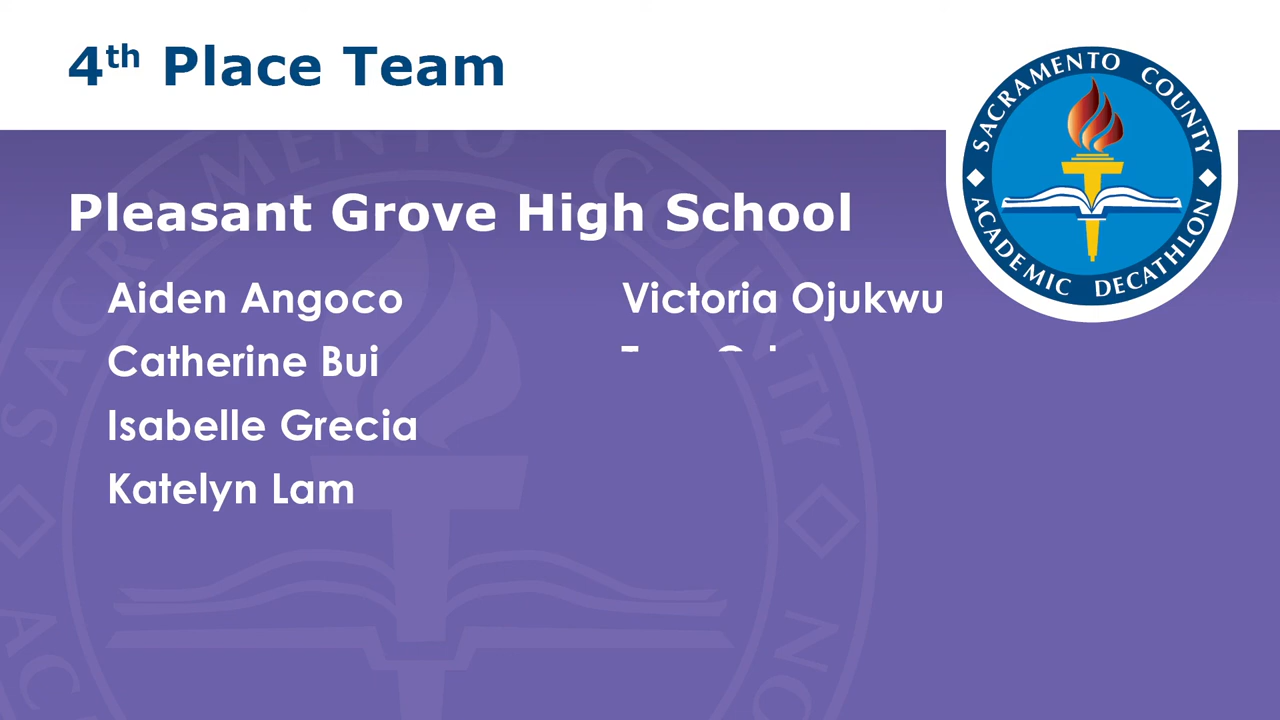 4th Place Team
SACRAMENTO COUNTY
ACADEMIC DECATHLON
Pleasant Grove High School
Aiden Angoco
Catherine Bui
Isabelle Grecia
Katelyn Lam
Victoria Ojukwu